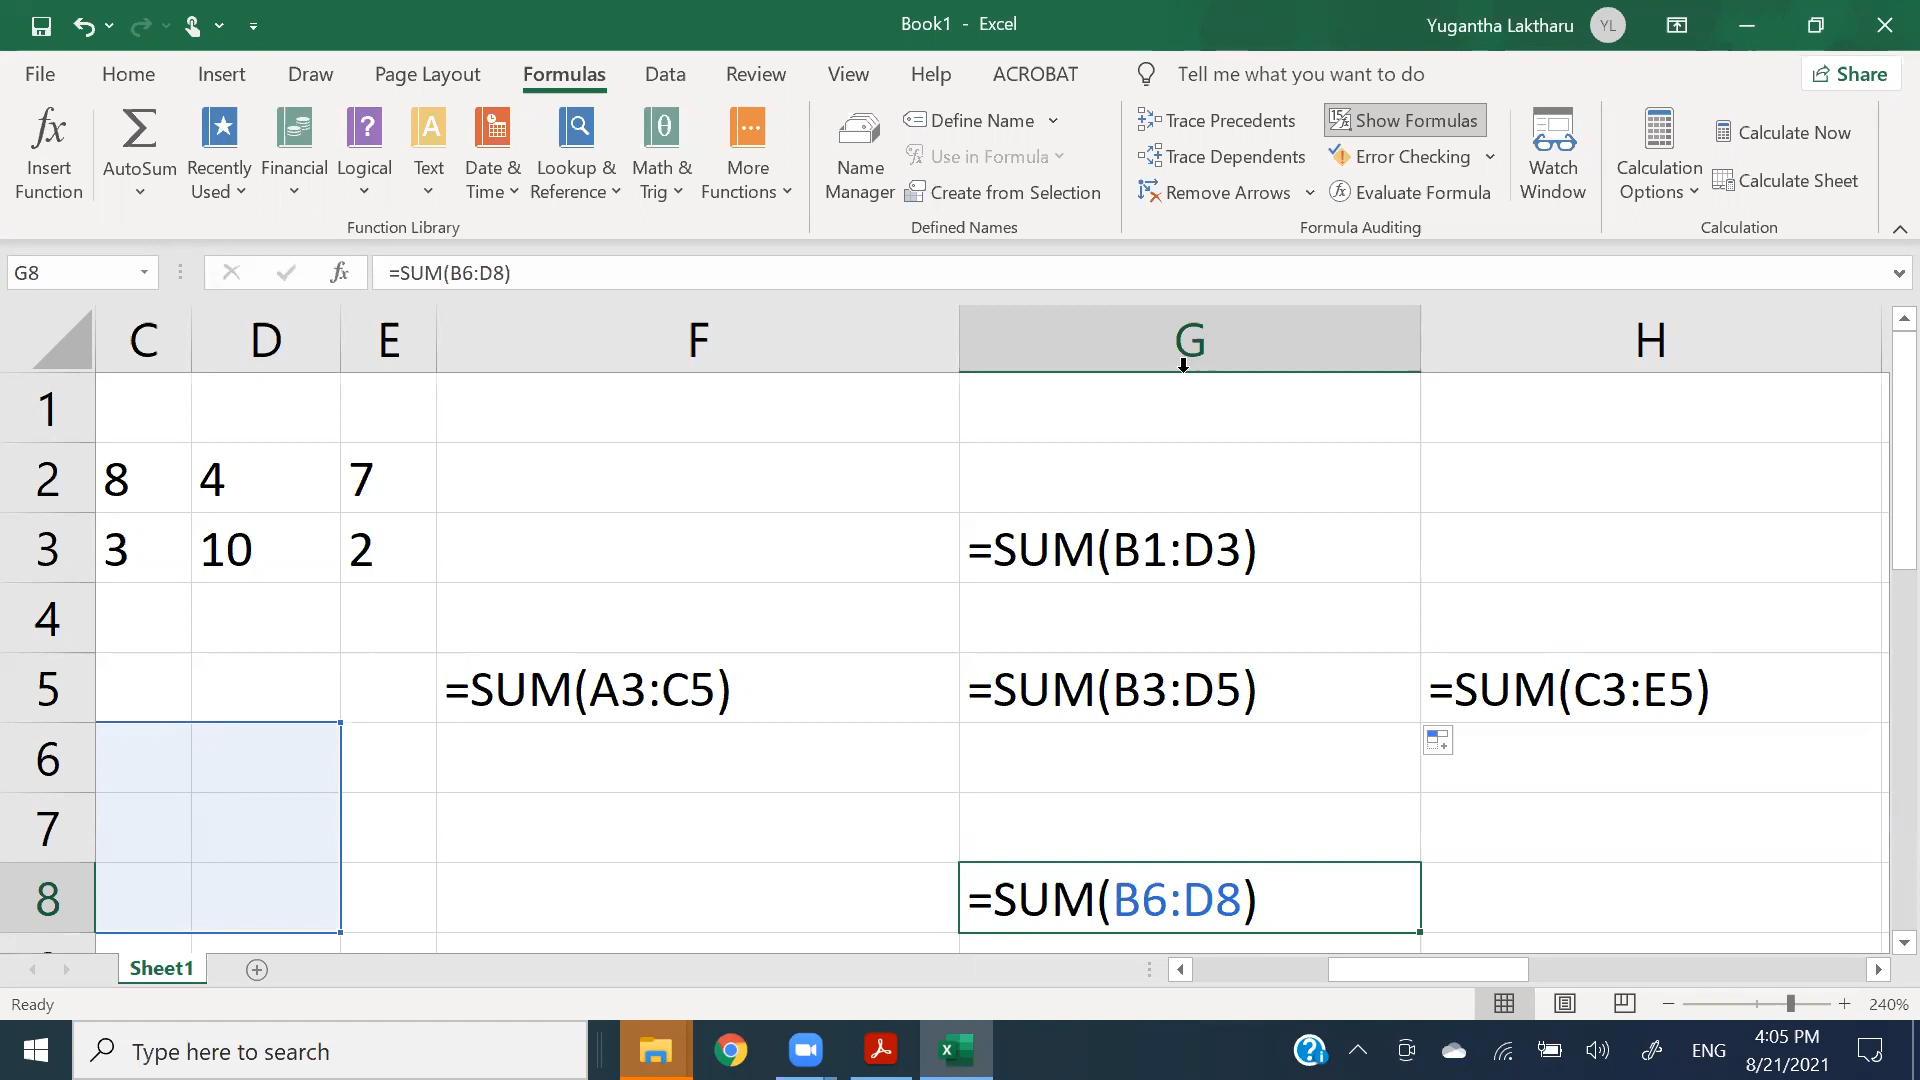 Book1 - Excel
Yugantha Laktharu YL
File Home Insert Draw Page Layout Formulas Data Review View Help ACROBAT Tell me what you want to do Share
Insert Function
AutoSum
Recently Used
Financial
Logical
Text
Date & Time
Lookup & Reference
Math & Trig
More Functions
Function Library
Name Manager
Define Name
Use in Formula
Create from Selection
Defined Names
Trace Precedents
Trace Dependents
Remove Arrows
Show Formulas
Error Checking
Evaluate Formula
Formula Auditing
Watch Window
Calculation Options
Calculate Now
Calculate Sheet
Calculation
G8 fx =SUM(B6:D8)
C D E F G H
1
2 8 4 7
3 3 10 2 =SUM(B1:D3)
4
5 =SUM(A3:C5) =SUM(B3:D5) =SUM(C3:E5)
6
7
8 =SUM(B6:D8)
Sheet1
Ready 240%
Type here to search
ENG
4:05 PM
8/21/2021